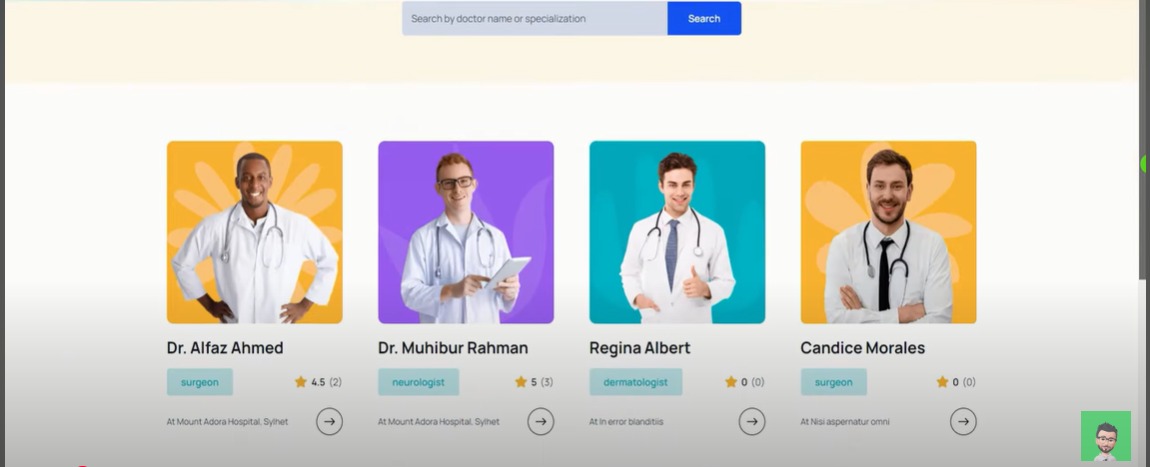 Search by doctor name or specialization Search
Dr. Alfaz Ahmed
surgeon 4.5 (2)
At Mount Adora Hospital, Sylhet
Dr. Muhibur Rahman
neurologist 5 (3)
At Mount Adora Hospital, Sylhet
Regina Albert
dermatologist 0 (0)
At In error blanditiis
Candice Morales
surgeon 0 (0)
At Nisi aspernatur omni